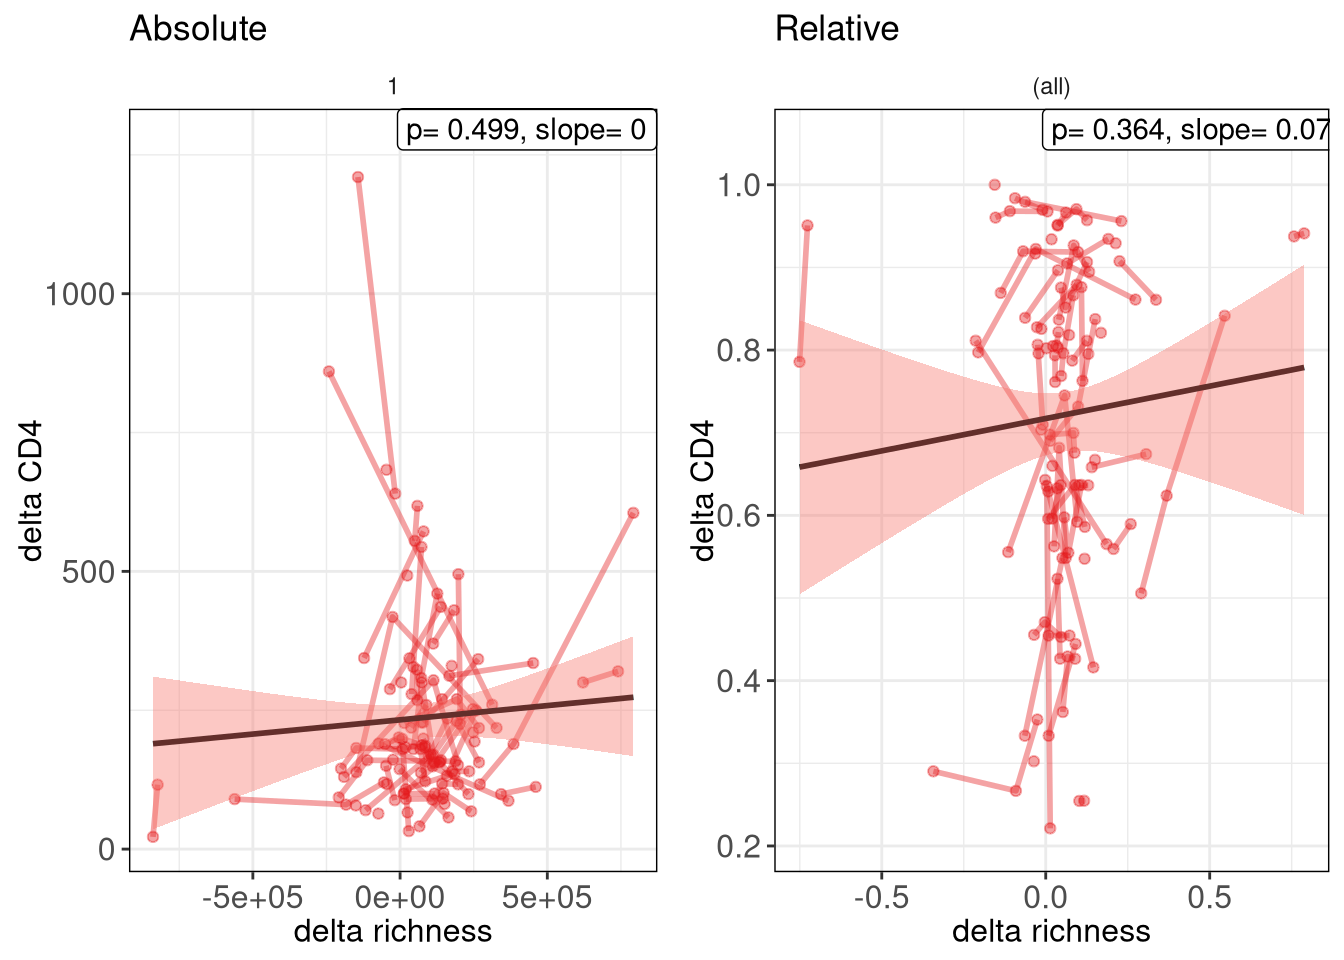 Absolute
1
p= 0.499, slope= 0
delta CD4
1000
500
0
-5e+05 0e+00 5e+05
delta richness
Relative
(all)
p= 0.364, slope= 0.07
delta CD4
1.0
0.8
0.6
0.4
0.2
-0.5 0.0 0.5
delta richness